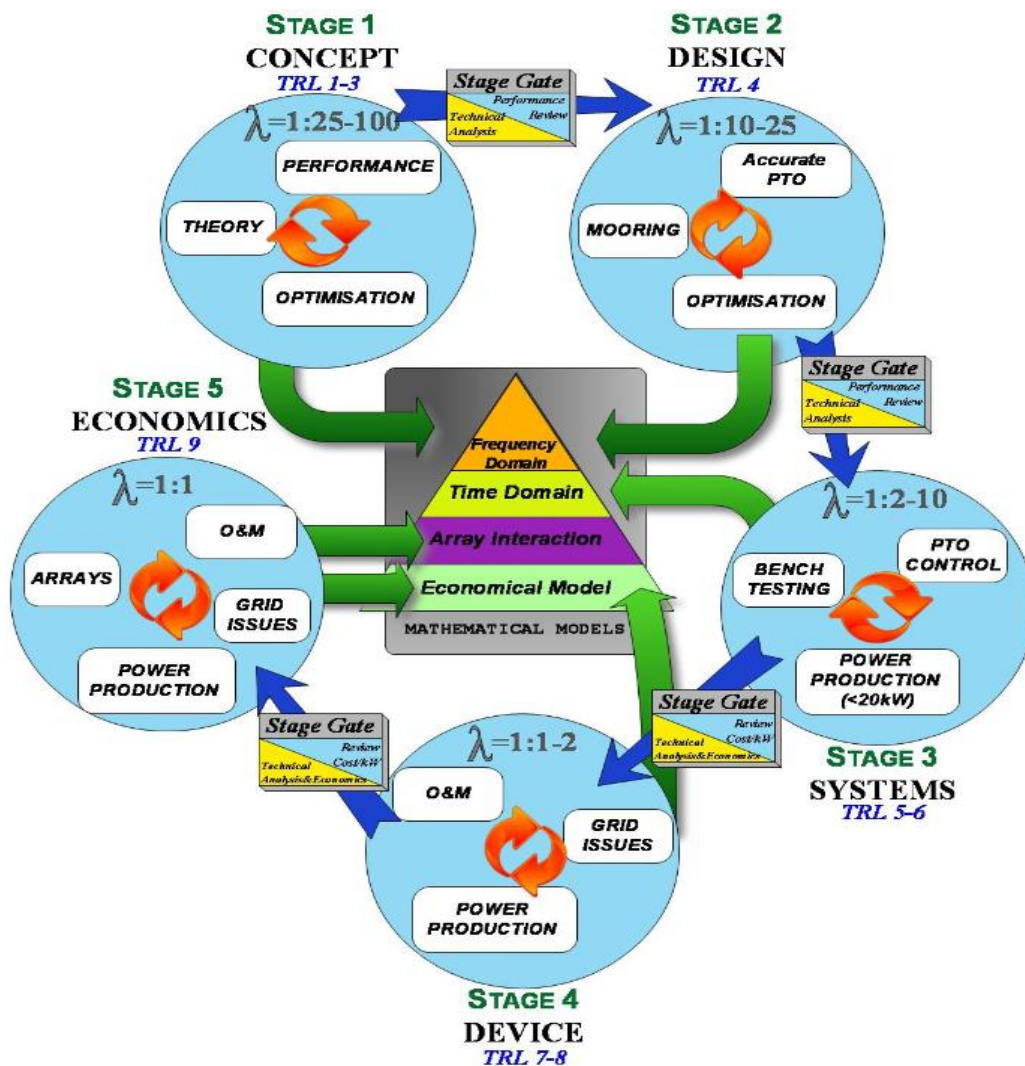 STAGE 1
CONCEPT
TRL 1-3
λ=1:25-100
PERFORMANCE
THEORY
OPTIMISATION
Stage Gate
Performance
Review
Technical
Analysis
STAGE 2
DESIGN
TRL 4
λ=1:10-25
Accurate
PTO
MOORING
OPTIMISATION
Stage Gate
Performance
Review
Technical
Analysis
λ=1:2-10
PTO
CONTROL
BENCH
TESTING
POWER
PRODUCTION
(<20kW)
STAGE 3
SYSTEMS
TRL 5-6
Stage Gate
Review
Cost/kW
Technical
Analysis&Economics
λ=1:1-2
O&M
GRID
ISSUES
POWER
PRODUCTION
STAGE 4
DEVICE
TRL 7-8
Stage Gate
Review
Cost/kW
Technical
Analysis&Economics
STAGE 5
ECONOMICS
TRL 9
λ=1:1
O&M
ARRAYS
GRID
ISSUES
POWER
PRODUCTION
Frequency
Domain
Time Domain
Array Interaction
Economical Model
MATHEMATICAL MODELS